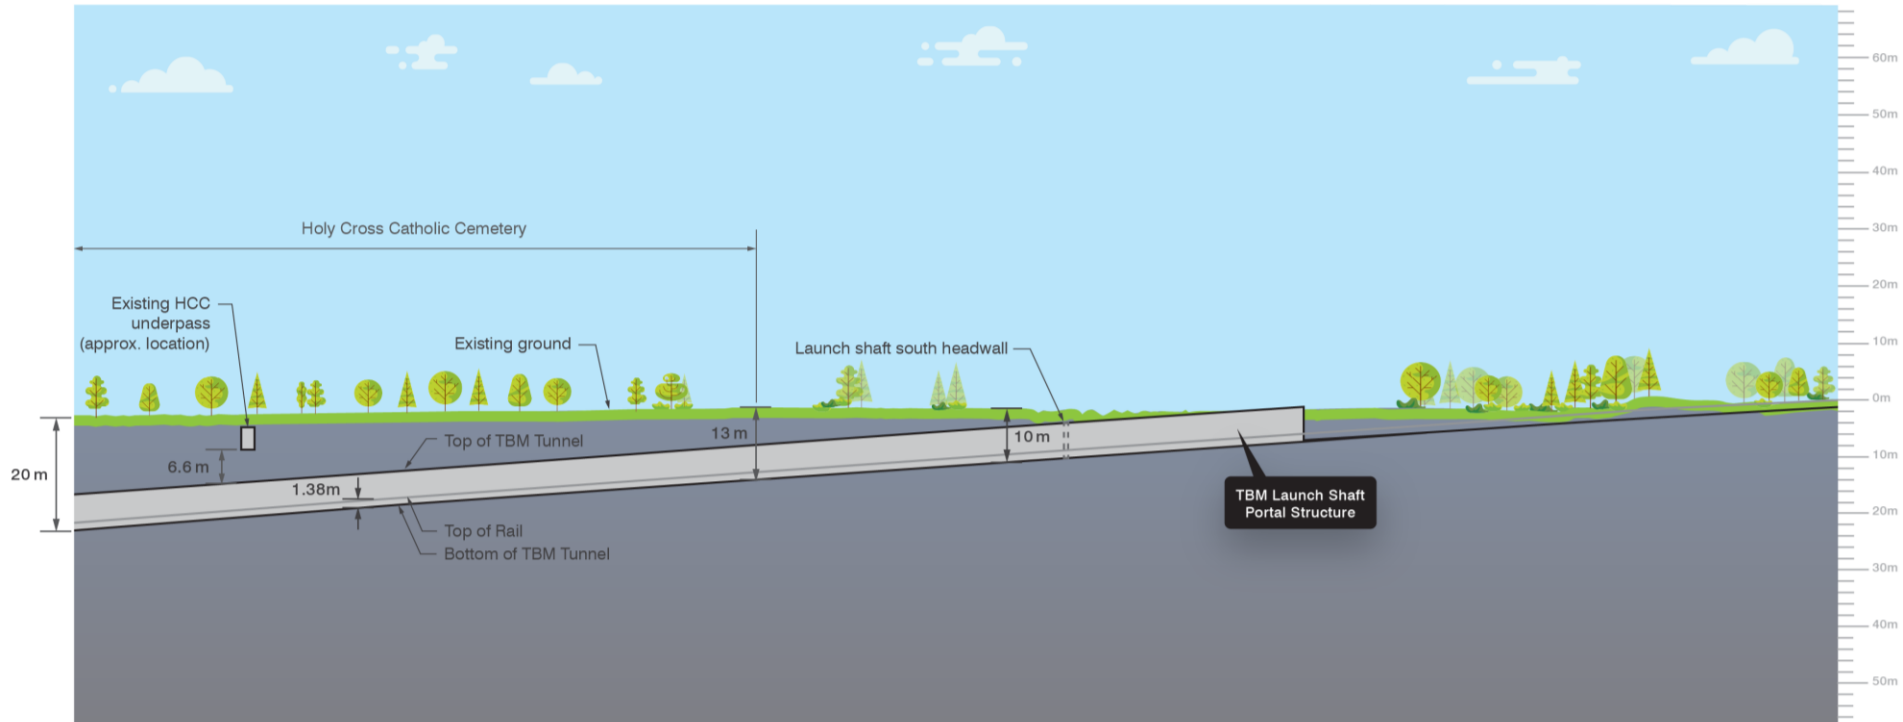 60m
50m
40m
30m
Holy Cross Catholic Cemetery
20m
Existing HCC
underpass
(approx. location)
Existing ground
Launch shaft south headwall
10m
0m
13 m
10 m
Top of TBM Tunnel
10m
6.6 m
20 m
1.38m
TBM Launch Shaft
Portal Structure
20m
Top of Rail
Bottom of TBM Tunnel
30m
40m
50m